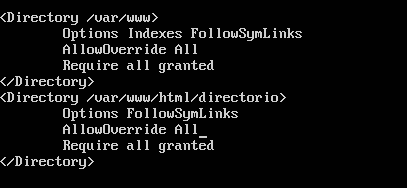 <Directory /var/www>
Options Indexes FollowSymLinks
AllowOverride All
Require all granted
</Directory>
<Directory /var/www/html/directorio>
Options FollowSymLinks
AllowOverride All_
Require all granted
</Directory>